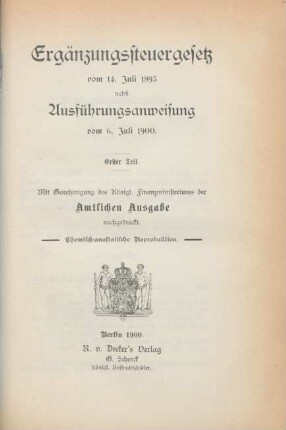 Ergänzungssteuergesetz
vom 14. Juli 1893
nebst
Ausführungsanweisung
vom 6. Juli 1900.
Erster Teil.
Mit Genehmigung des Königl. Finanzministeriums der
Amtlichen Ausgabe
nachgedruckt.
Chemisch-anastatische Reproduktion.
Berlin 1900
R. v. Decker's Verlag
G. Schenck
Königl. Hofbuchhändler.